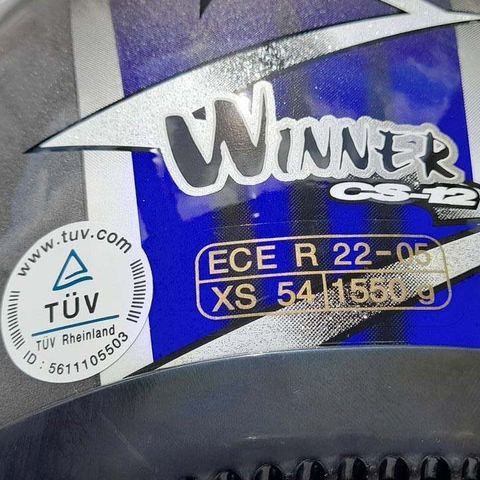 WINNER
CS-12
ECE R 22-05
XS 54 1550 g
www.tuv.com
TÜV
TÜV Rheinland
ID : 5611105503